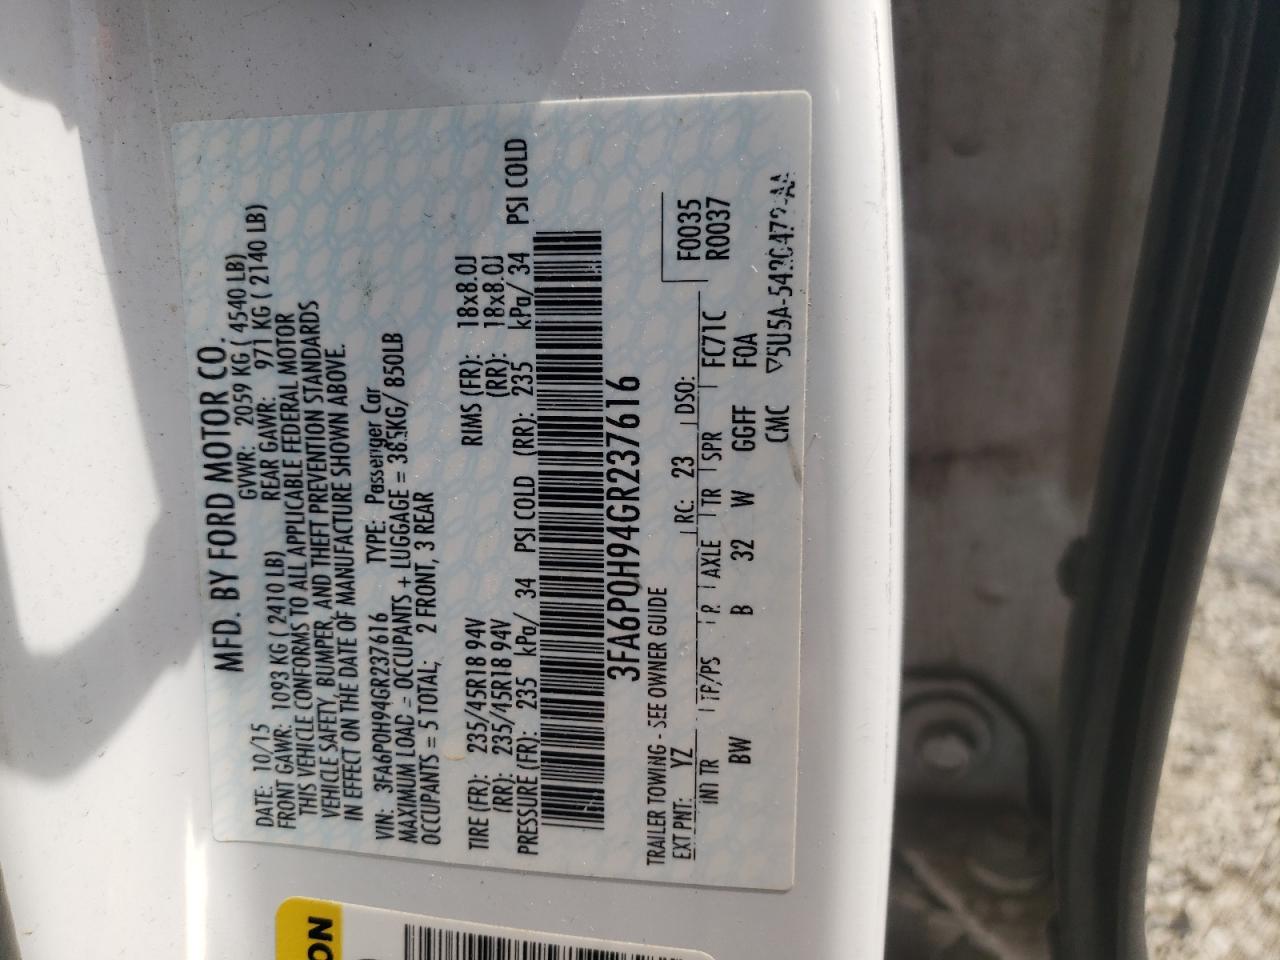 MFD. BY FORD MOTOR CO.
DATE: 10/15 GVWR: 2059 KG ( 4540 LB)
FRONT GAWR: 1093 KG ( 2410 LB) REAR GAWR: 971 KG ( 2140 LB)
THIS VEHICLE CONFORMS TO ALL APPLICABLE FEDERAL MOTOR
VEHICLE SAFETY, BUMPER, AND THEFT PREVENTION STANDARDS
IN EFFECT ON THE DATE OF MANUFACTURE SHOWN ABOVE.
VIN: 3FA6P0H94GR237616 TYPE: Passenger Car
MAXIMUM LOAD = OCCUPANTS + LUGGAGE = 385KG/ 850LB
OCCUPANTS = 5 TOTAL; 2 FRONT, 3 REAR
TIRE (FR): 235/45R18 94V RIMS (FR): 18x8.0J
(RR): 235/45R18 94V (RR): 18x8.0J
PRESSURE (FR): 235 kPa/ 34 PSI COLD (RR): 235 kPa/ 34 PSI COLD
3FA6P0H94GR237616
TRAILER TOWING - SEE OWNER GUIDE
EXT PNT: YZ RC: 23 DSO: F0035
R0037
INT TR TP/PS R AXLE TR SPR FC71C
BW B 32 W GGFF F0A
CMC
ON